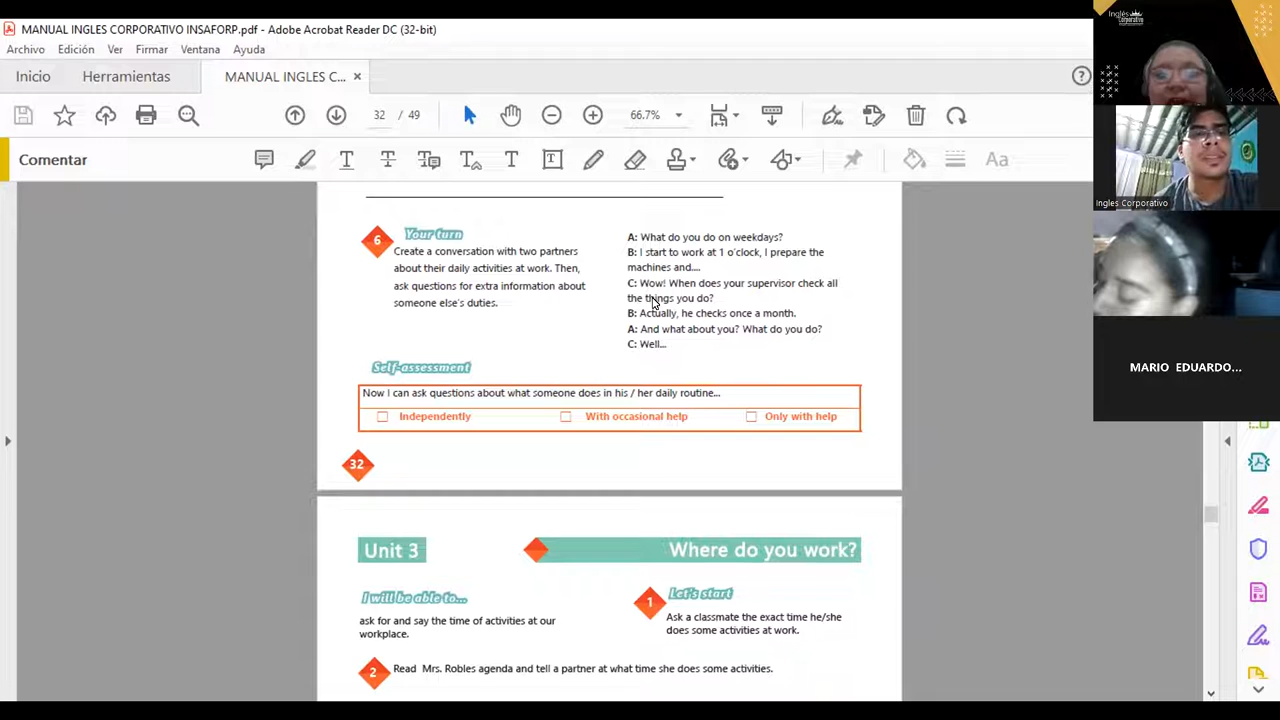 MANUAL INGLES CORPORATIVO INSAFORP.pdf - Adobe Acrobat Reader DC (32-bit)
Archivo Edición Ver Firmar Ventana Ayuda
Inicio Herramientas MANUAL INGLES C... ×
32 / 49 66.7%
Comentar
6 Your turn
Create a conversation with two partners
about their daily activities at work. Then,
ask questions for extra information about
someone else's duties.
A: What do you do on weekdays?
B: I start to work at 1 o'clock, I prepare the
machines and....
C: Wow! When does your supervisor check all
the things you do?
B: Actually, he checks once a month.
A: And what about you? What do you do?
C: Well...
Self-assessment
Now I can ask questions about what someone does in his / her daily routine...
Independently With occasional help Only with help
32
Unit 3 Where do you work?
I will be able to...
ask for and say the time of activities at our
workplace.
1 Let's start
Ask a classmate the exact time he/she
does some activities at work.
2 Read Mrs. Robles agenda and tell a partner at what time she does some activities.
Inglés
Corporativo
Ingles Corporativo
MARIO EDUARDO...